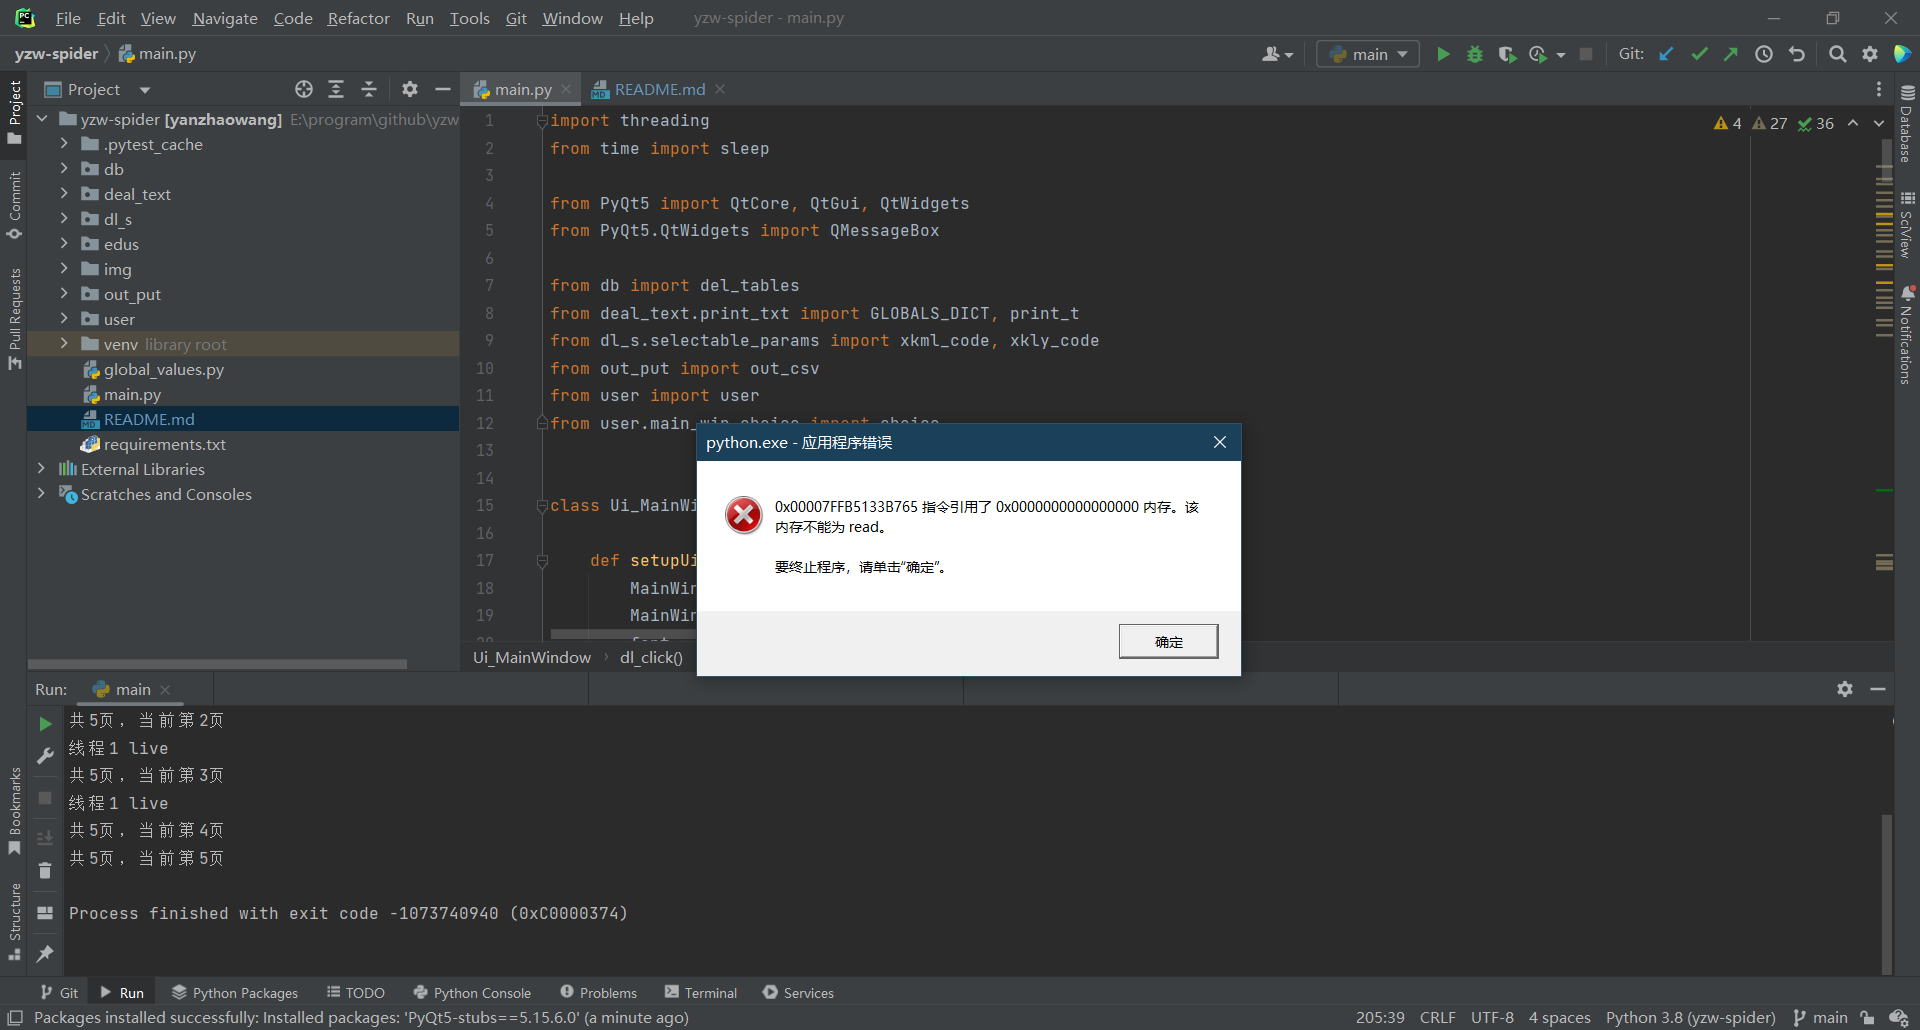 File Edit View Navigate Code Refactor Run Tools Git Window Help yzw-spider - main.py
yzw-spider main.py
main Git:
Project
main.py README.md
yzw-spider [yanzhaowang] E:\program\github\yzw
.pytest_cache
db
deal_text
dl_s
edus
img
out_put
user
venv library root
global_values.py
main.py
README.md
requirements.txt
External Libraries
Scratches and Consoles
4 27 36
1 import threading
2 from time import sleep
3
4 from PyQt5 import QtCore, QtGui, QtWidgets
5 from PyQt5.QtWidgets import QMessageBox
6
7 from db import del_tables
8 from deal_text.print_txt import GLOBALS_DICT, print_t
9 from dl_s.selectable_params import xkml_code, xkly_code
10 from out_put import out_csv
11 from user import user
12 from user.main_win_choice import choice
13
14
15 class Ui_MainWi
16
17 def setupUi
18 MainWin
19 MainWin
20 font
Ui_MainWindow dl_click()
python.exe - 应用程序错误
0x00007FFB5133B765 指令引用了 0x0000000000000000 内存。该
内存不能为 read。
要终止程序，请单击“确定”。
确定
Run: main
共5页，当前第2页
线程1 live
共5页，当前第3页
线程1 live
共5页，当前第4页
共5页，当前第5页
Process finished with exit code -1073740940 (0xC0000374)
Project
Commit
Pull Requests
Bookmarks
Structure
Database
SciView
Notifications
Git Run Python Packages TODO Python Console Problems Terminal Services
Packages installed successfully: Installed packages: 'PyQt5-stubs==5.15.6.0' (a minute ago) 205:39 CRLF UTF-8 4 spaces Python 3.8 (yzw-spider) main